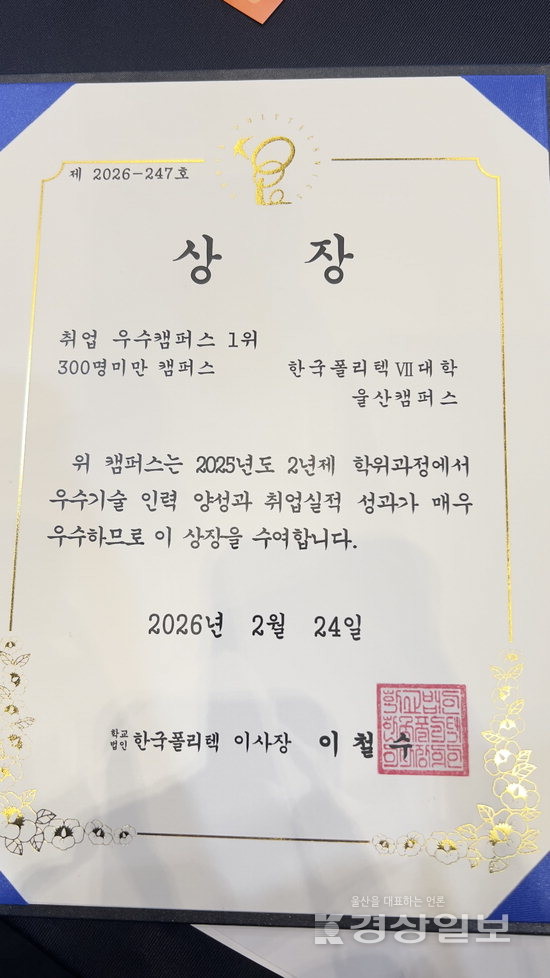 제 2026-247호
상 장
취업 우수캠퍼스 1위
300명미만 캠퍼스 한국폴리텍 Ⅶ 대학
울산캠퍼스
위 캠퍼스는 2025년도 2년제 학위과정에서
우수기술 인력 양성과 취업실적 성과가 매우
우수하므로 이 상장을 수여합니다.
2026년 2월 24일
학교법인 한국폴리텍 이사장 이 철 수
울산을 대표하는 언론
경상일보